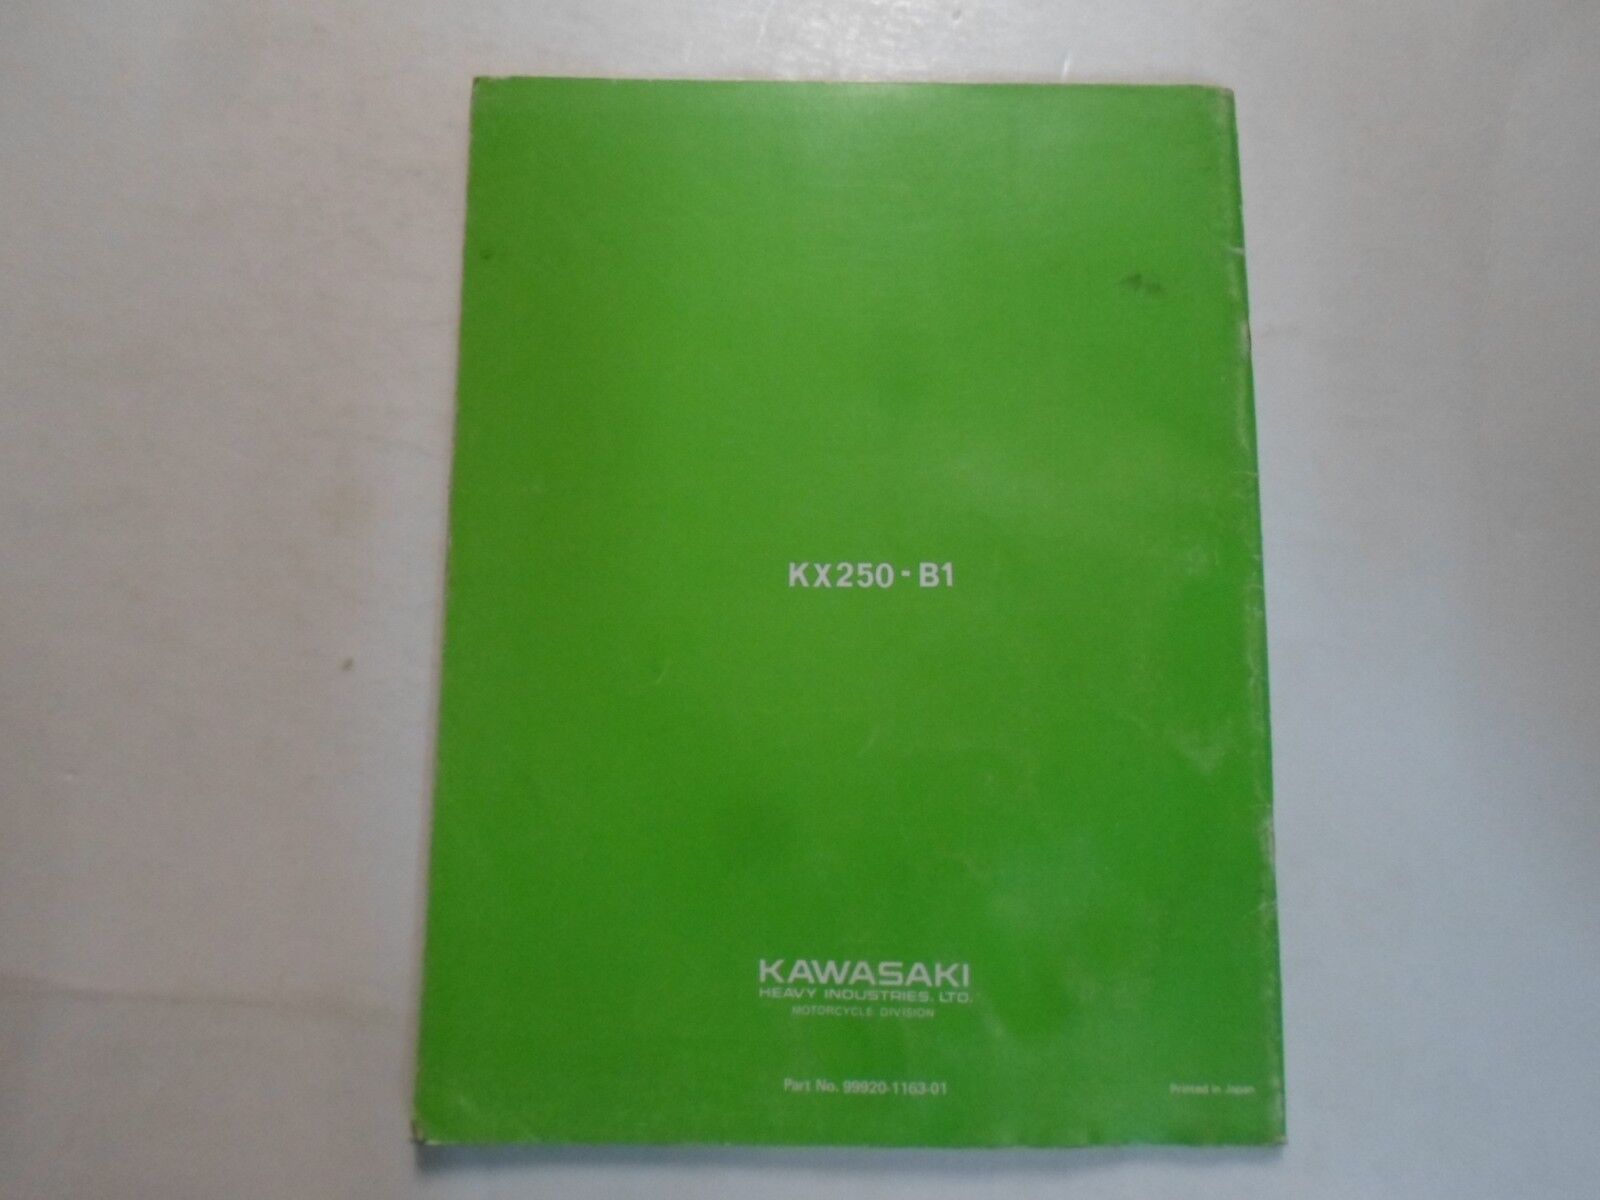 KX250-B1
KAWASAKI
HEAVY INDUSTRIES, LTD.
MOTORCYCLE DIVISION
Part No. 99920-1163-01
Printed in Japan